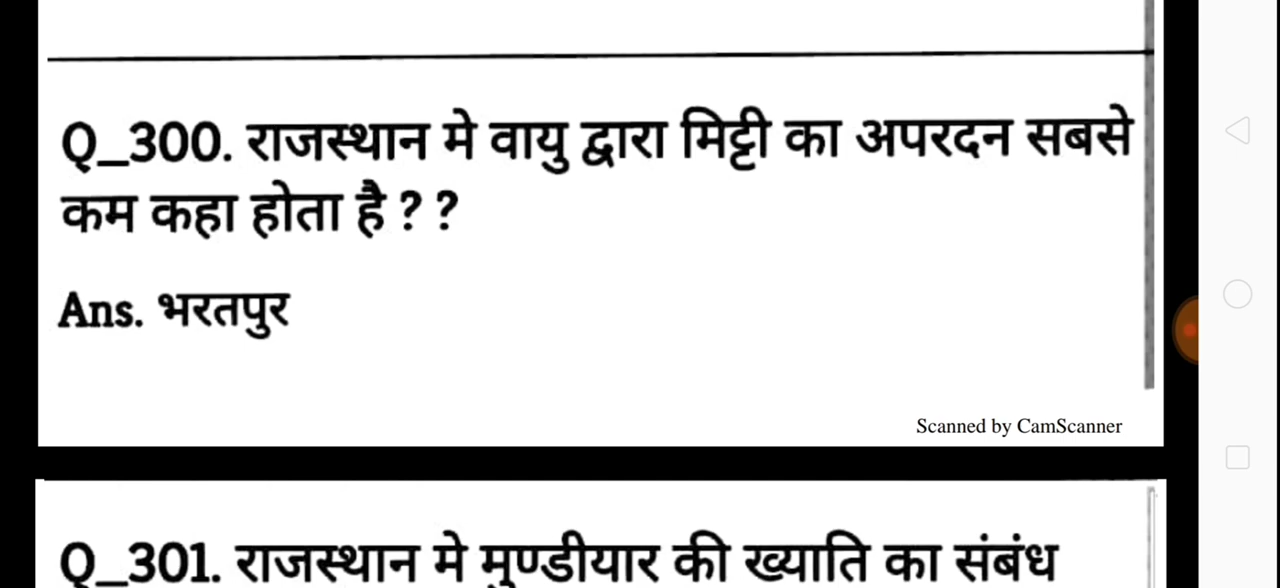 Q_300. राजस्थान मे वायु द्वारा मिट्टी का अपरदन सबसे
कम कहा होता है ? ?
Ans. भरतपुर
Scanned by CamScanner
Q_301. राजस्थान मे मुण्डीयार की ख्याति का संबंध